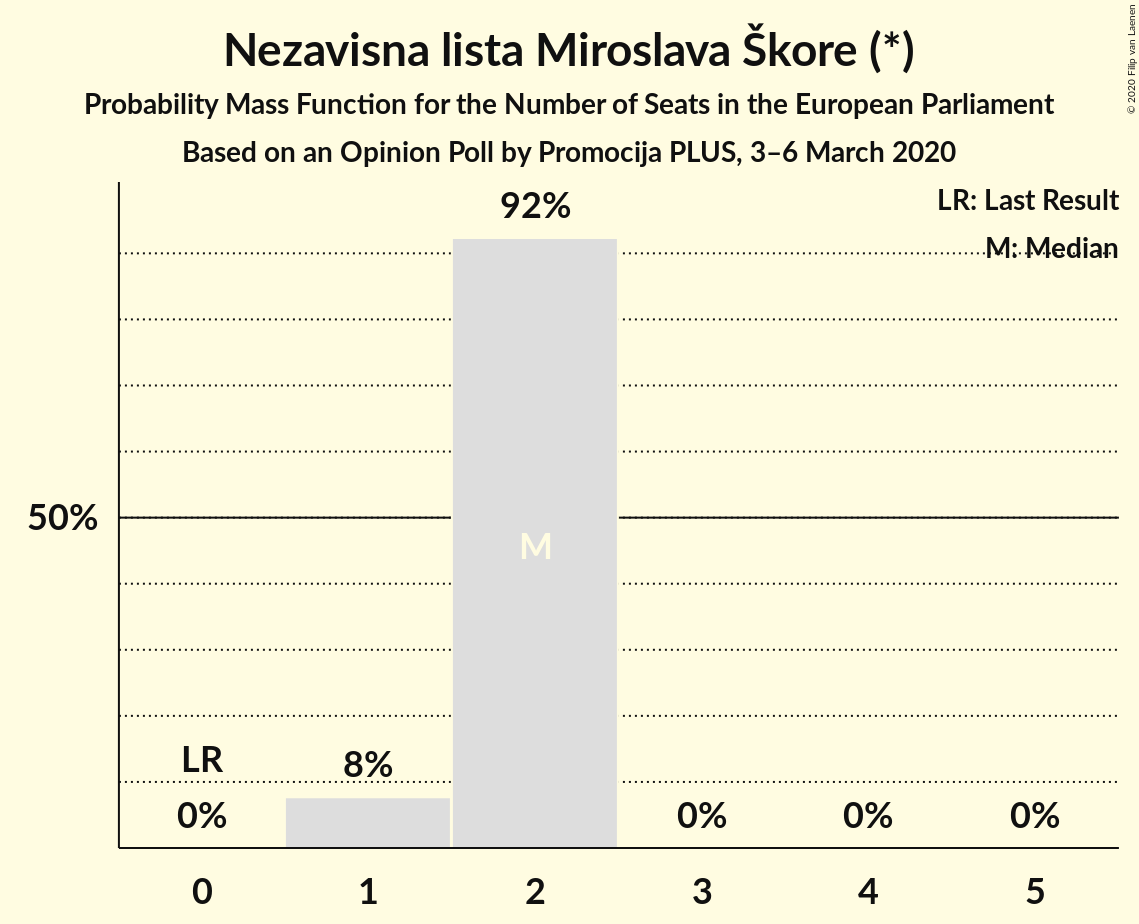 Nezavisna lista Miroslava Škore (*)
Probability Mass Function for the Number of Seats in the European Parliament
Based on an Opinion Poll by Promocija PLUS, 3–6 March 2020
© 2020 Filip van Laenen
LR: Last Result
M: Median
92%
50%
M
LR
8%
0%
0%
0%
0%
0 1 2 3 4 5